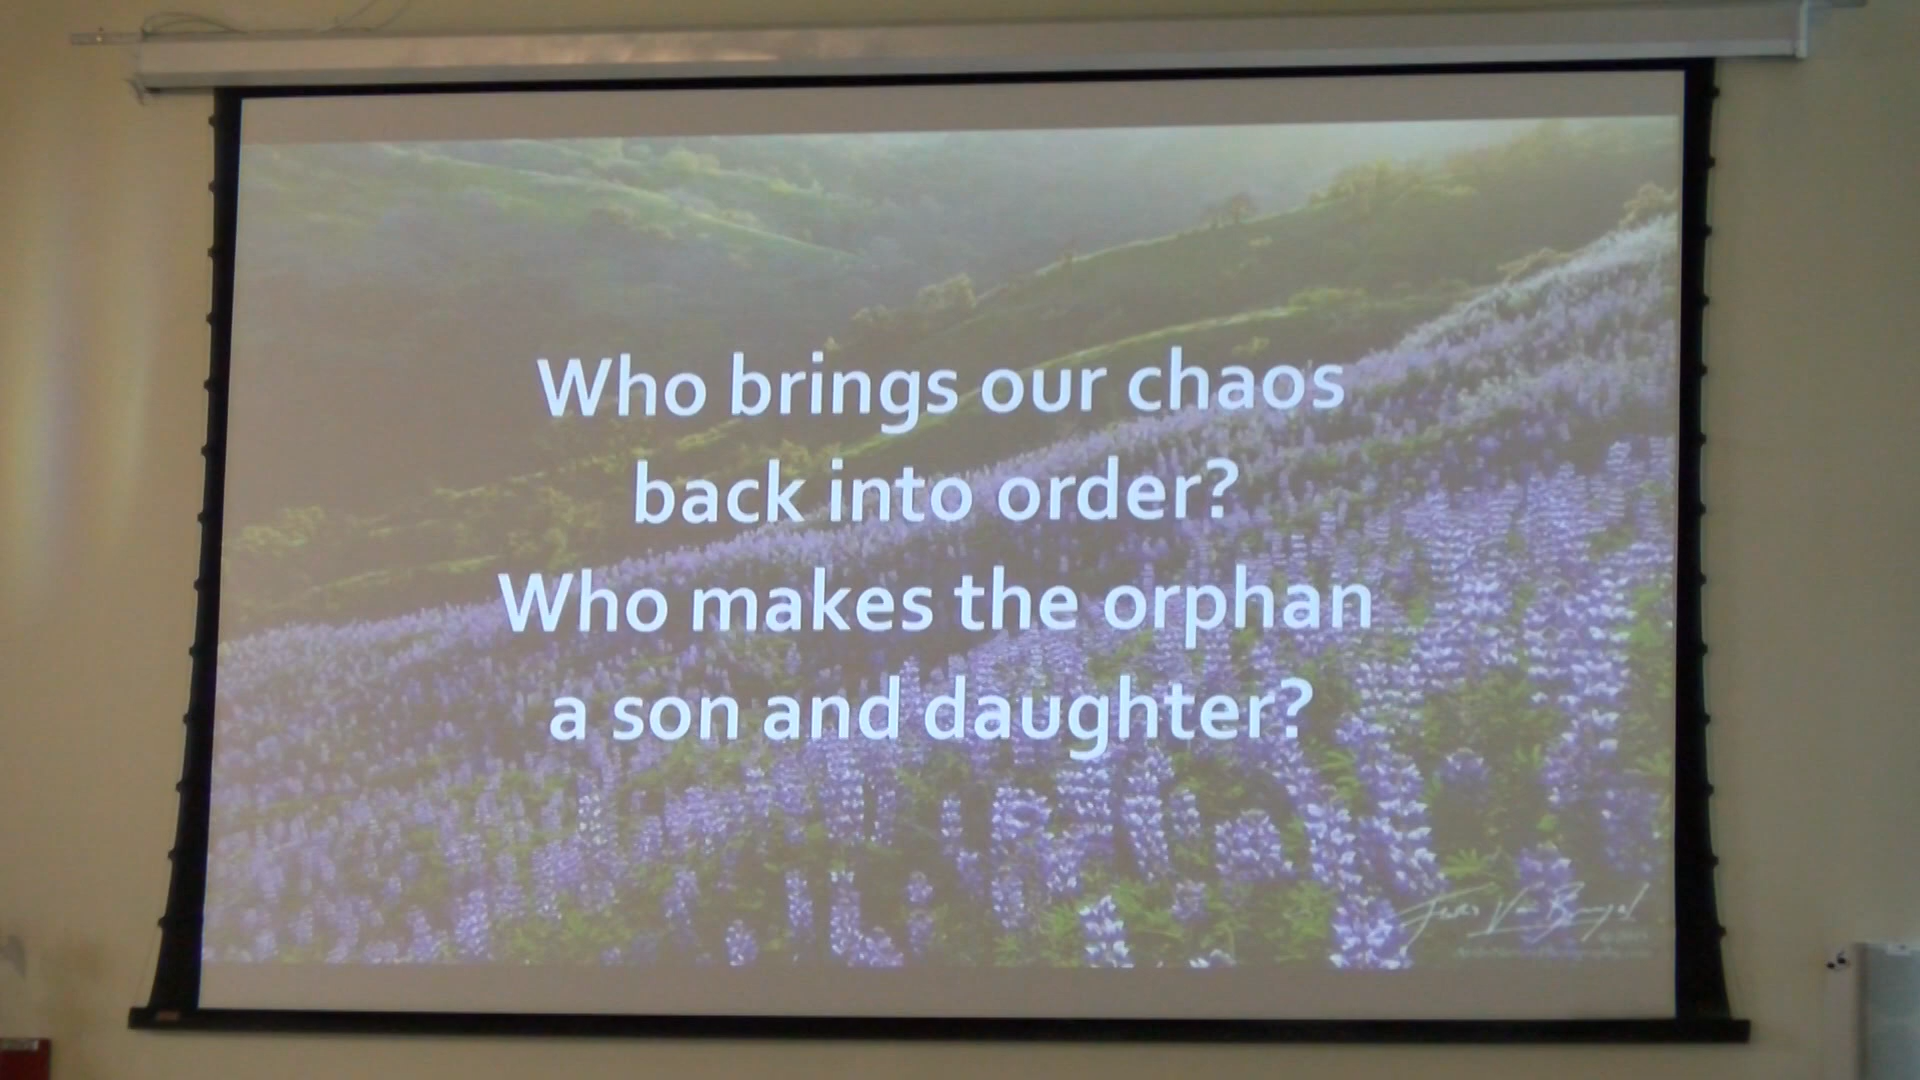 Who brings our chaos
back into order?
Who makes the orphan
a son and daughter?